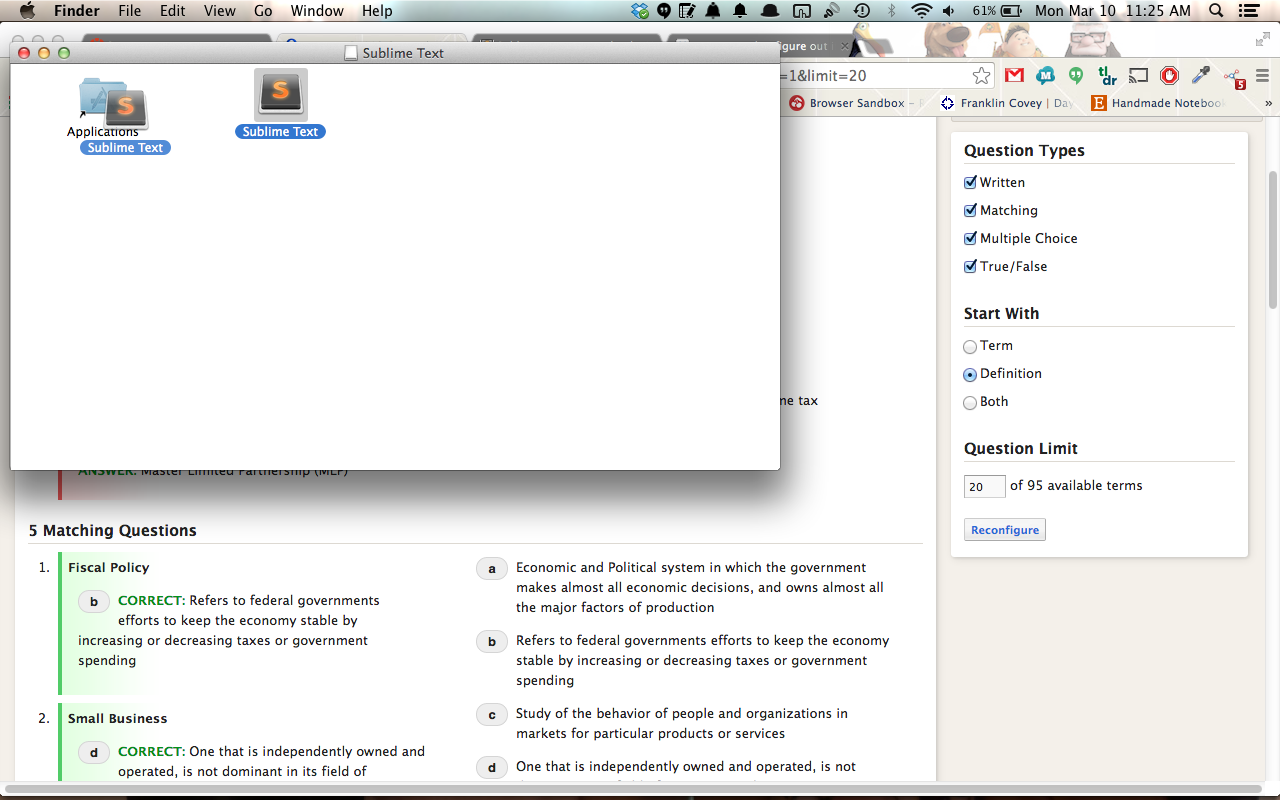 Finder File Edit View Go Window Help 61% Mon Mar 10 11:25 AM
Sublime Text
figure out
=1&limit=20
tl;dr
5
Browser Sandbox -
Franklin Covey | Day
Handmade Notebook
»
Applications
Sublime Text
Sublime Text
Question Types
Written
Matching
Multiple Choice
True/False
Start With
Term
Definition
Both
Question Limit
20 of 95 available terms
Reconfigure
me tax
ANSWER: Master Limited Partnership (MLP)
5 Matching Questions
1. Fiscal Policy
b CORRECT: Refers to federal governments
efforts to keep the economy stable by
increasing or decreasing taxes or government
spending
2. Small Business
d CORRECT: One that is independently owned and
operated, is not dominant in its field of
a Economic and Political system in which the government
makes almost all economic decisions, and owns almost all
the major factors of production
b Refers to federal governments efforts to keep the economy
stable by increasing or decreasing taxes or government
spending
c Study of the behavior of people and organizations in
markets for particular products or services
d One that is independently owned and operated, is not